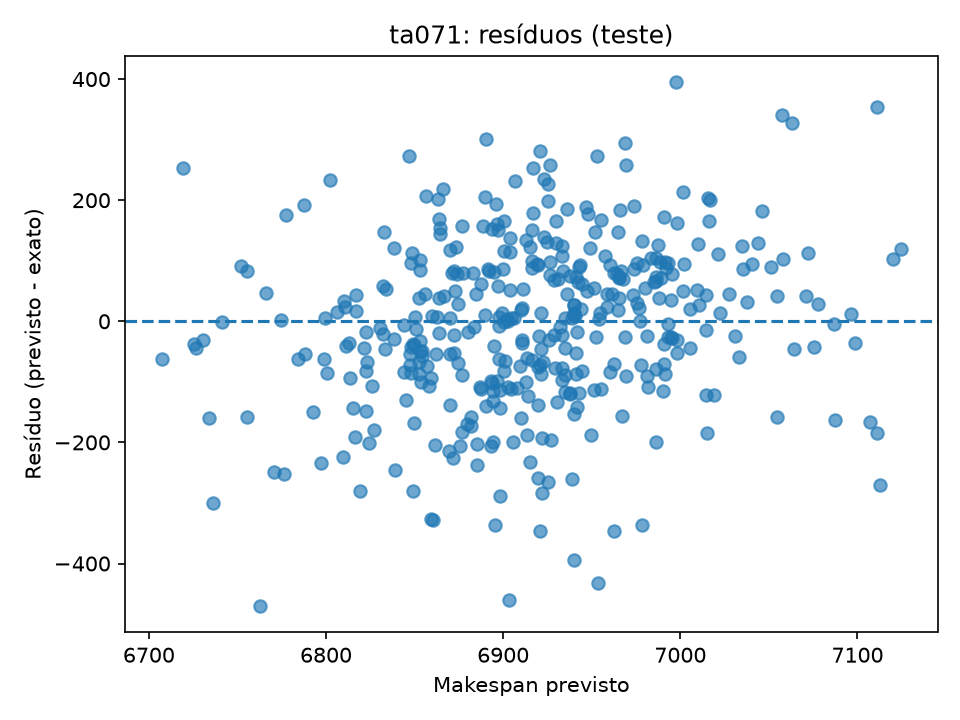 ta071: resíduos (teste)
Resíduo (previsto - exato)
400
200
0
−200
−400
6700 6800 6900 7000 7100
Makespan previsto